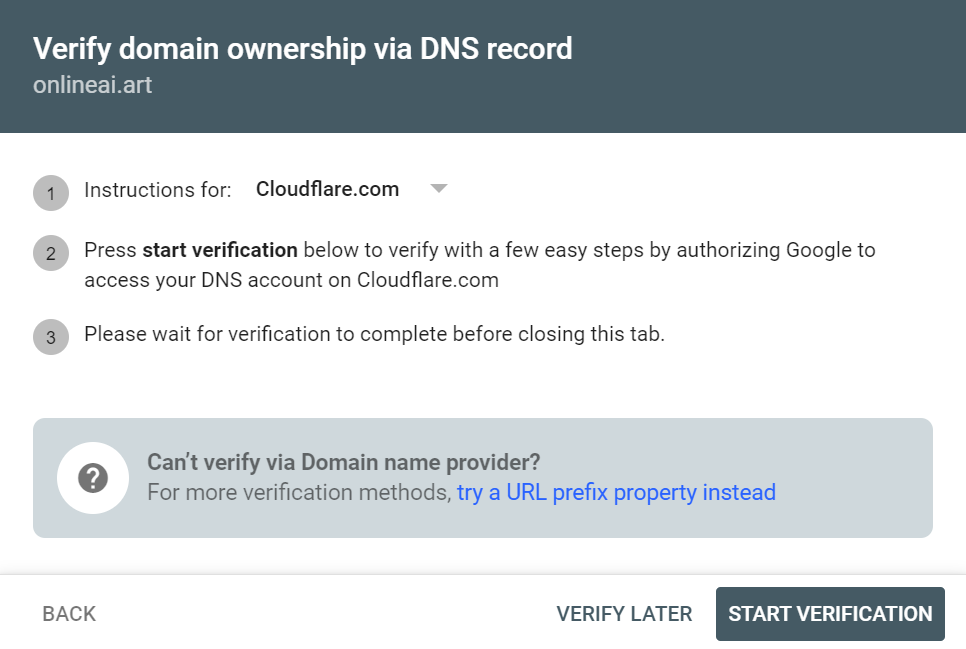 Verify domain ownership via DNS record
onlineai.art
1 Instructions for: Cloudflare.com
2 Press start verification below to verify with a few easy steps by authorizing Google to
access your DNS account on Cloudflare.com
3 Please wait for verification to complete before closing this tab.
? Can’t verify via Domain name provider?
For more verification methods, try a URL prefix property instead
BACK VERIFY LATER START VERIFICATION